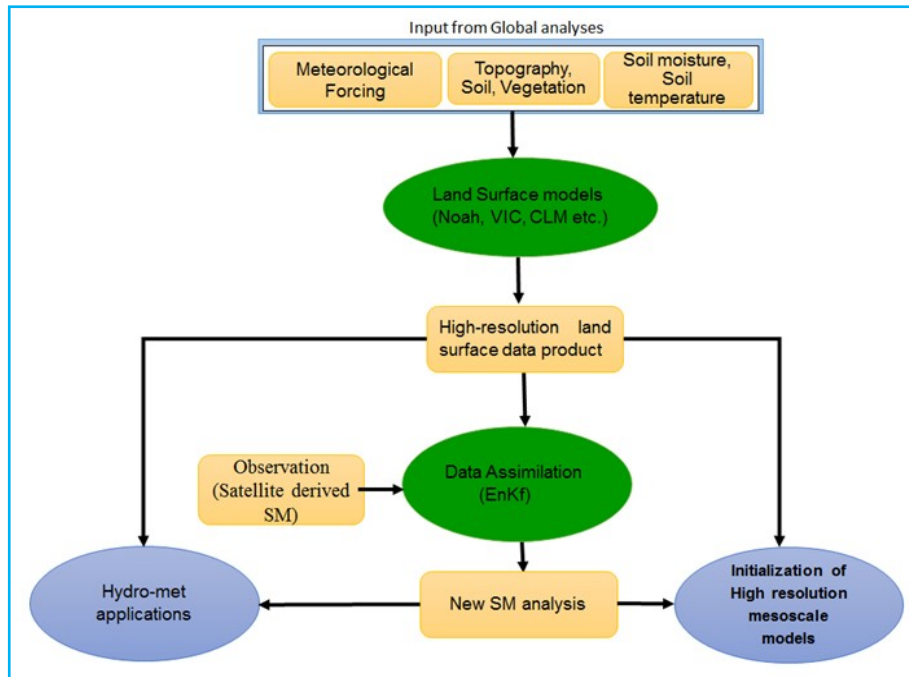 Input from Global analyses
Meteorological
Forcing
Topography,
Soil, Vegetation
Soil moisture,
Soil
temperature
Land Surface models
(Noah, VIC, CLM etc.)
High-resolution land
surface data product
Observation
(Satellite derived
SM)
Data Assimilation
(EnKf)
Hydro-met
applications
New SM analysis
Initialization of
High resolution
mesoscale
models